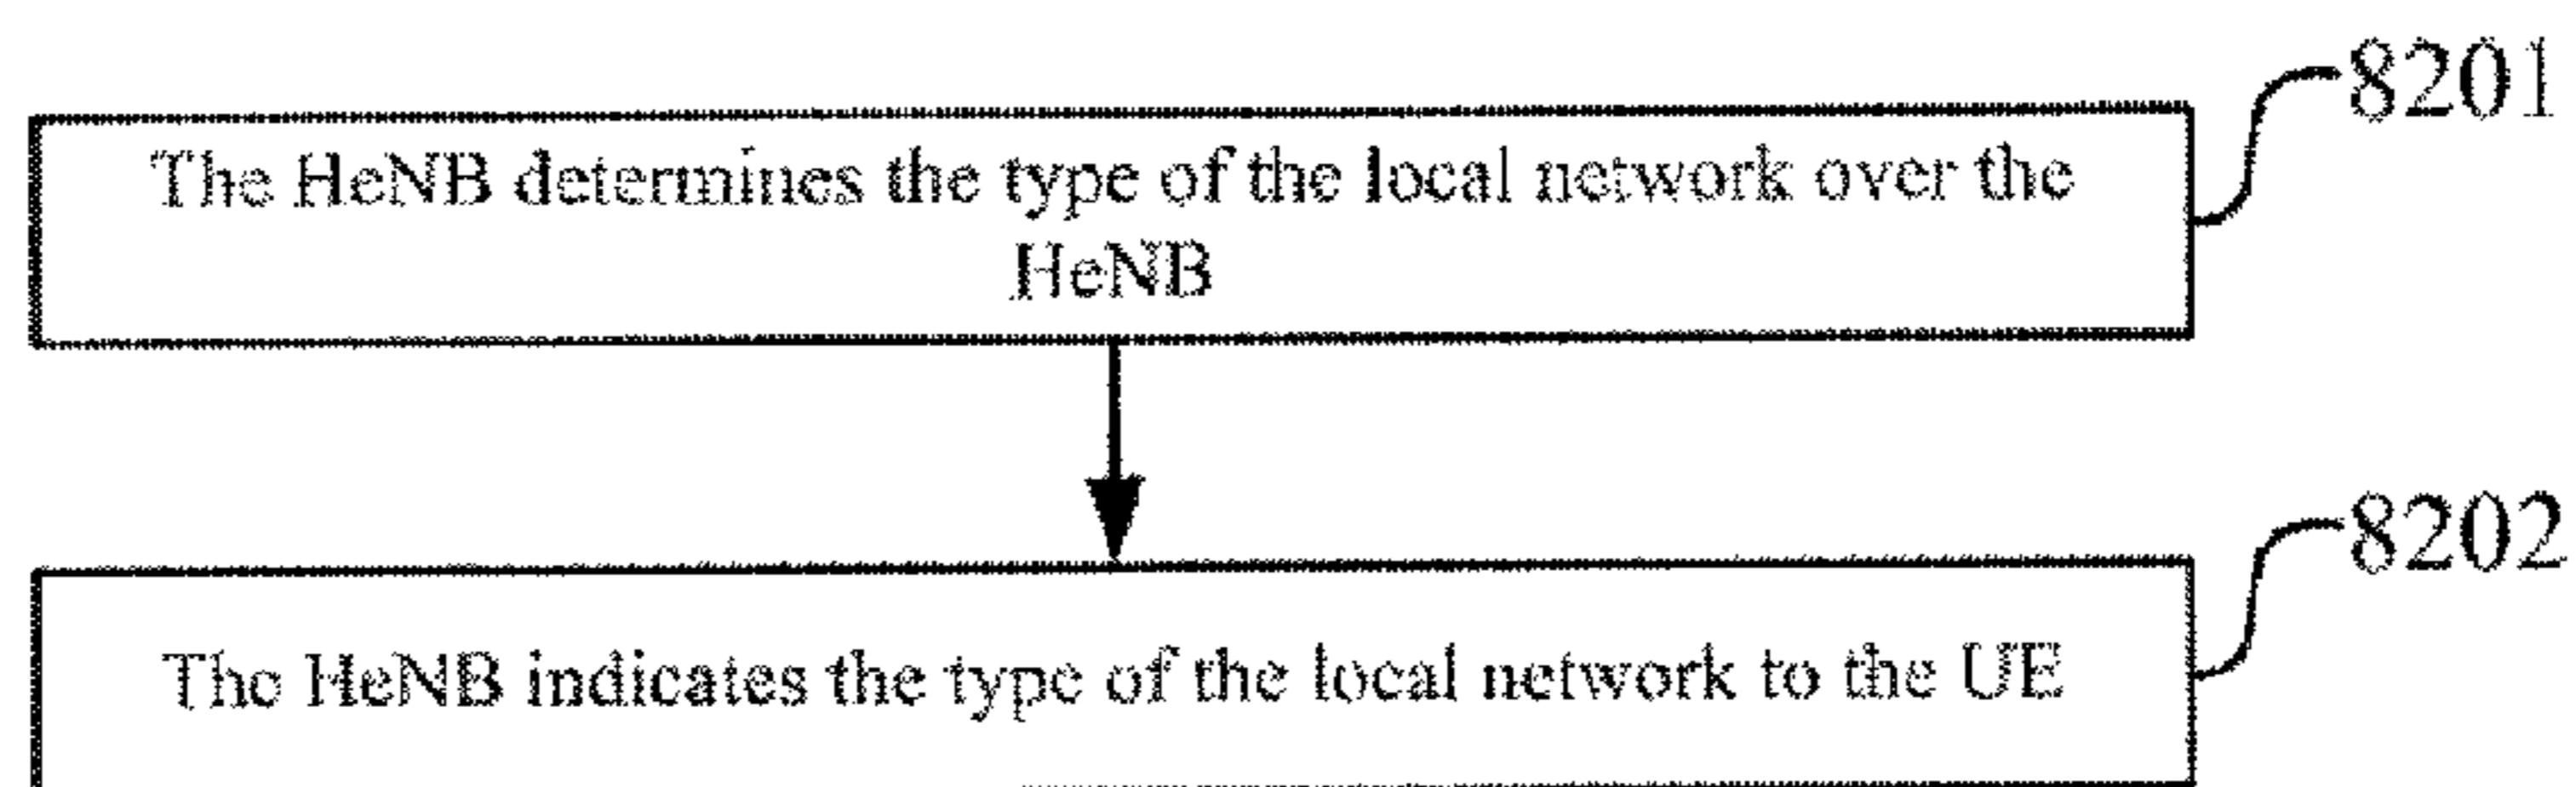 8201
The HeNB determines the type of the local network over the
HeNB
8202
The HeNB indicates the type of the local network to the UE